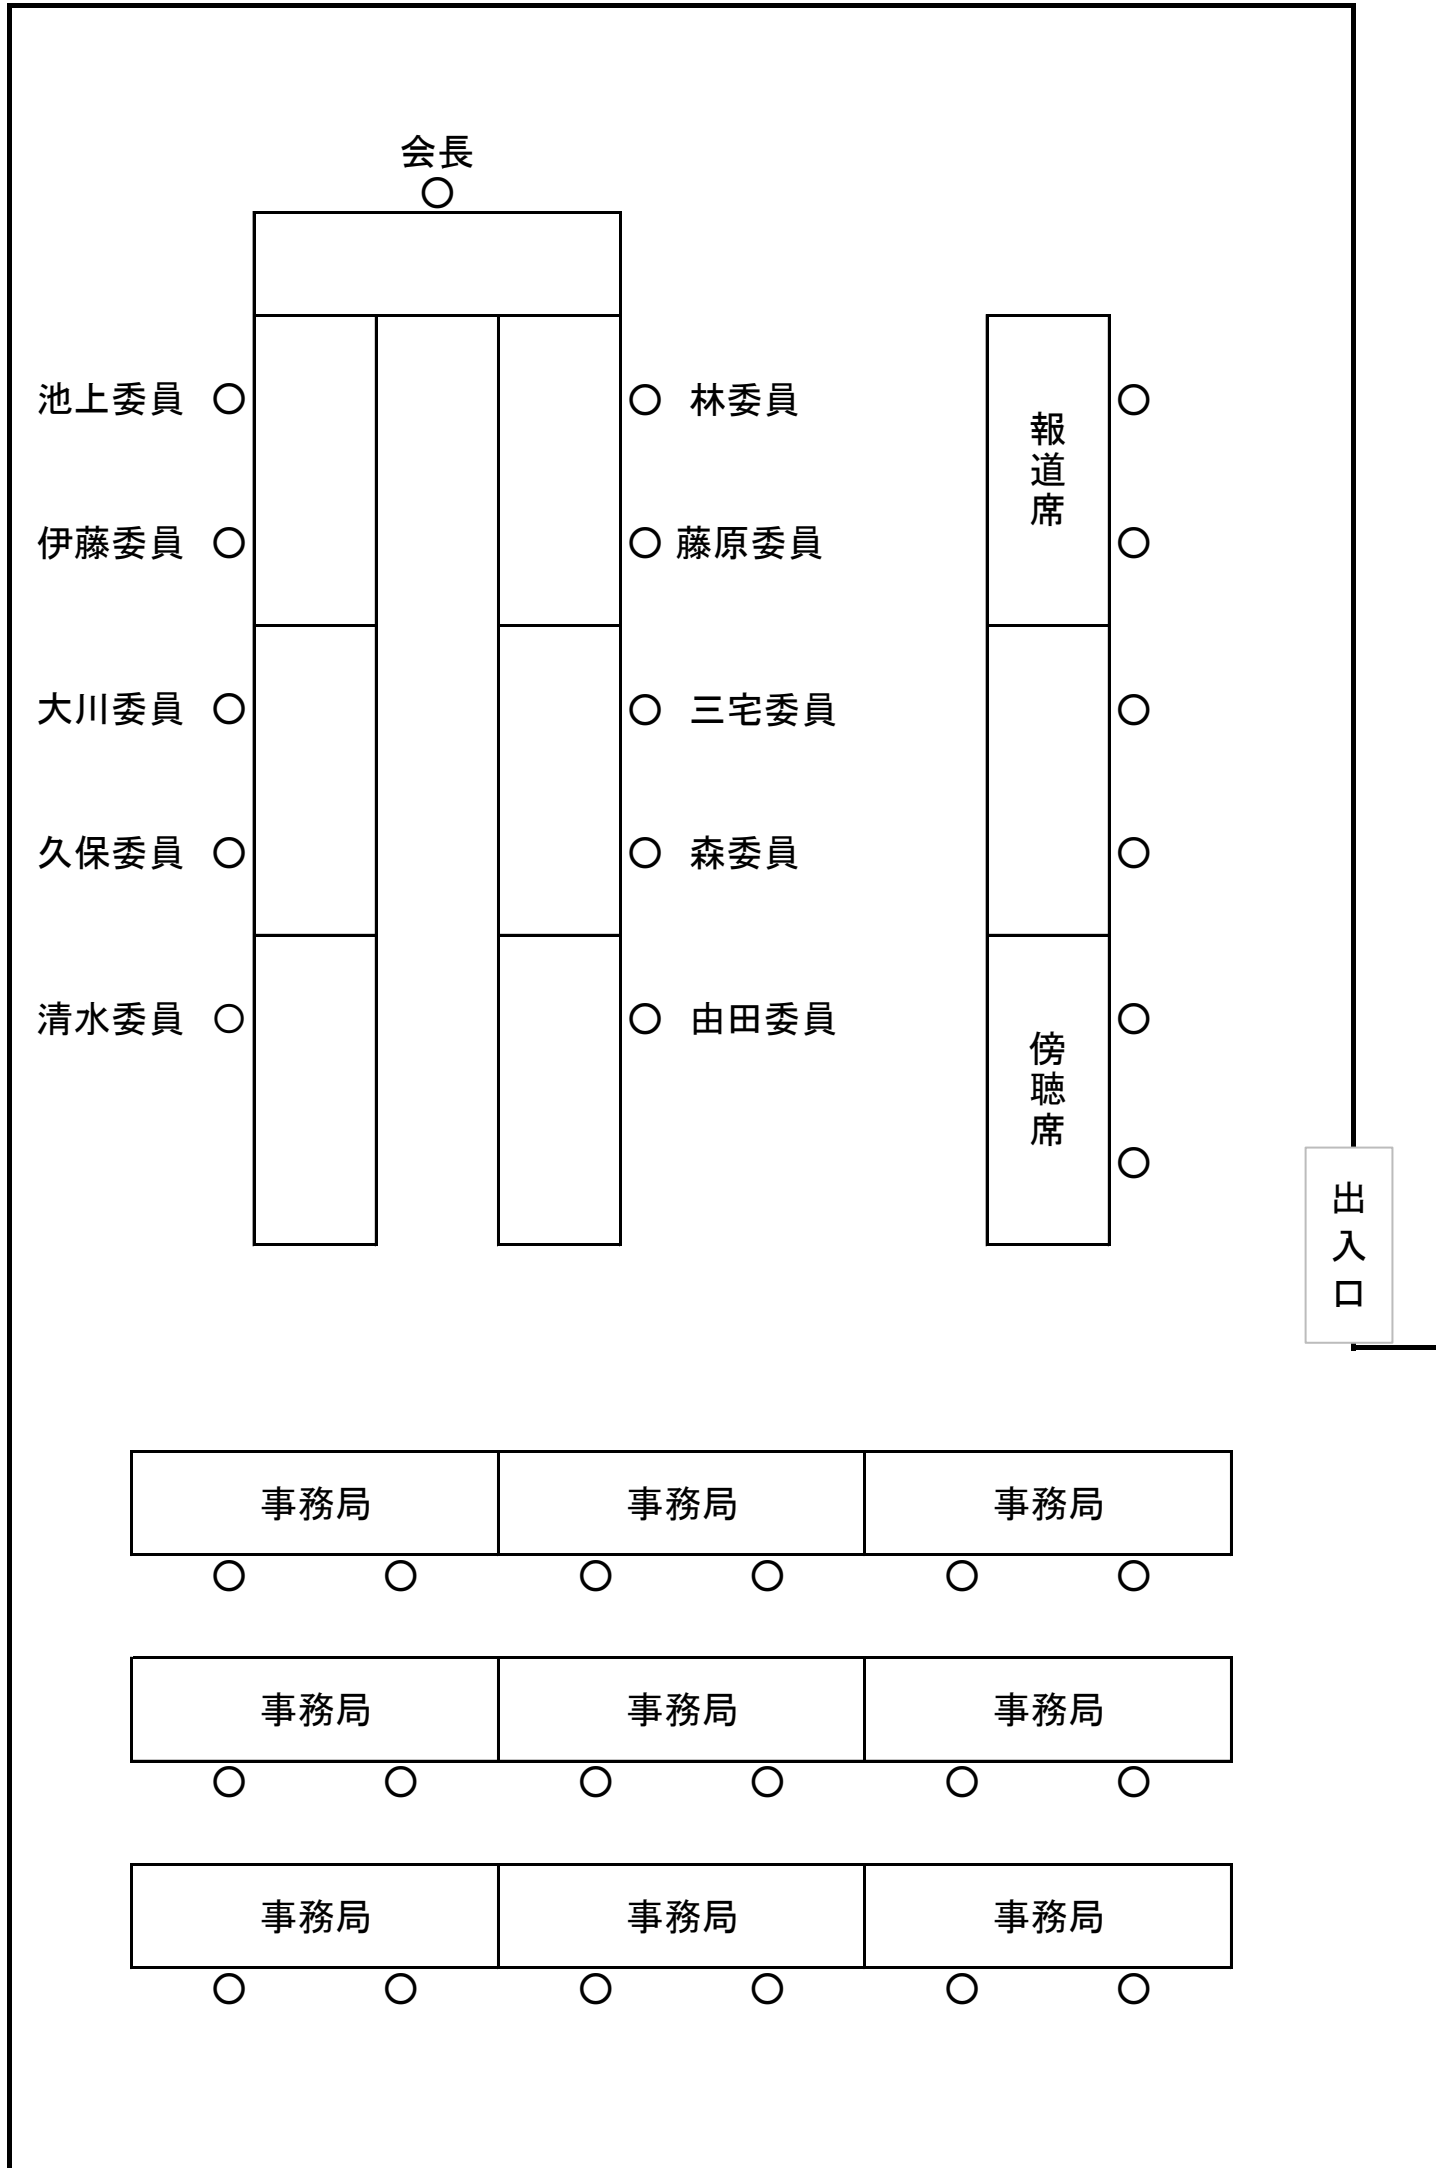 会長
池上委員
林委員
伊藤委員
藤原委員
大川委員
三宅委員
久保委員
森委員
清水委員
由田委員
報道席
傍聴席
出入口
事務局
事務局
事務局
事務局
事務局
事務局
事務局
事務局
事務局